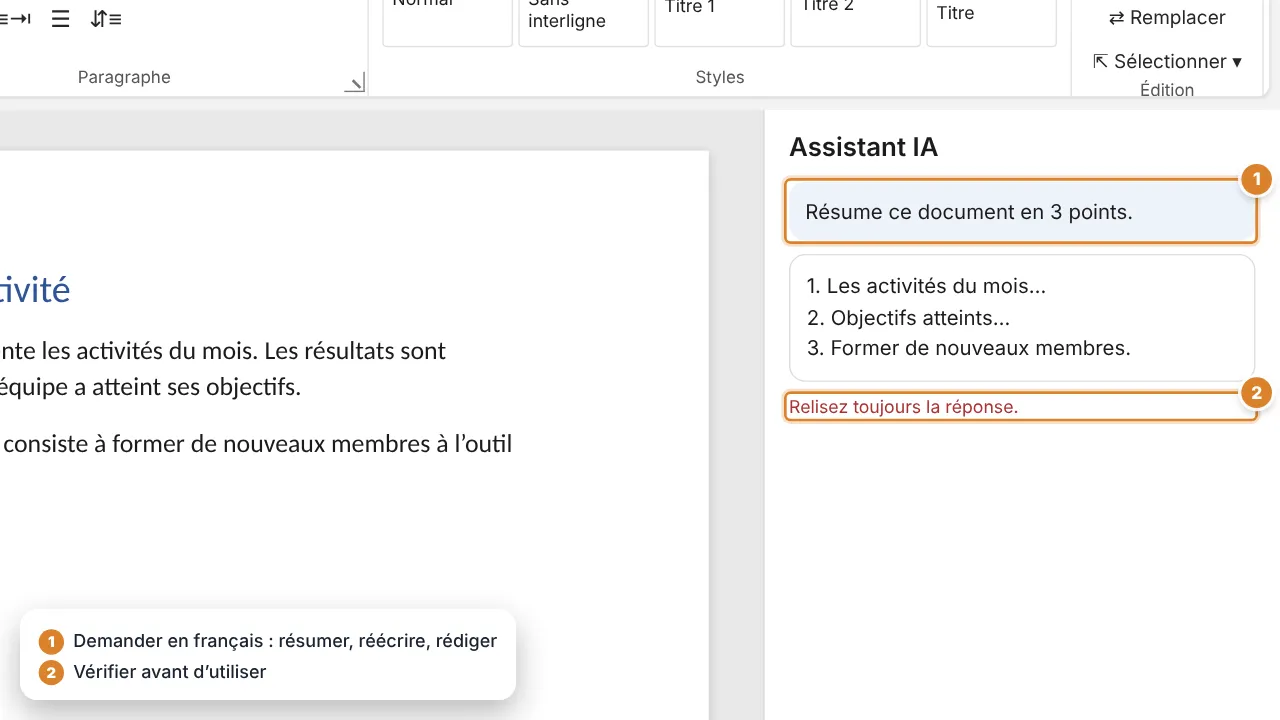 Normal
Sans
interligne
Titre 1
Titre 2
Titre
Remplacer
Sélectionner
Paragraphe
Styles
Édition
Assistant IA
1
Résume ce document en 3 points.
1. Les activités du mois...
2. Objectifs atteints...
3. Former de nouveaux membres.
2
Relisez toujours la réponse.
tivité
nte les activités du mois. Les résultats sont
équipe a atteint ses objectifs.
consiste à former de nouveaux membres à l’outil
1 Demander en français : résumer, réécrire, rédiger
2 Vérifier avant d’utiliser